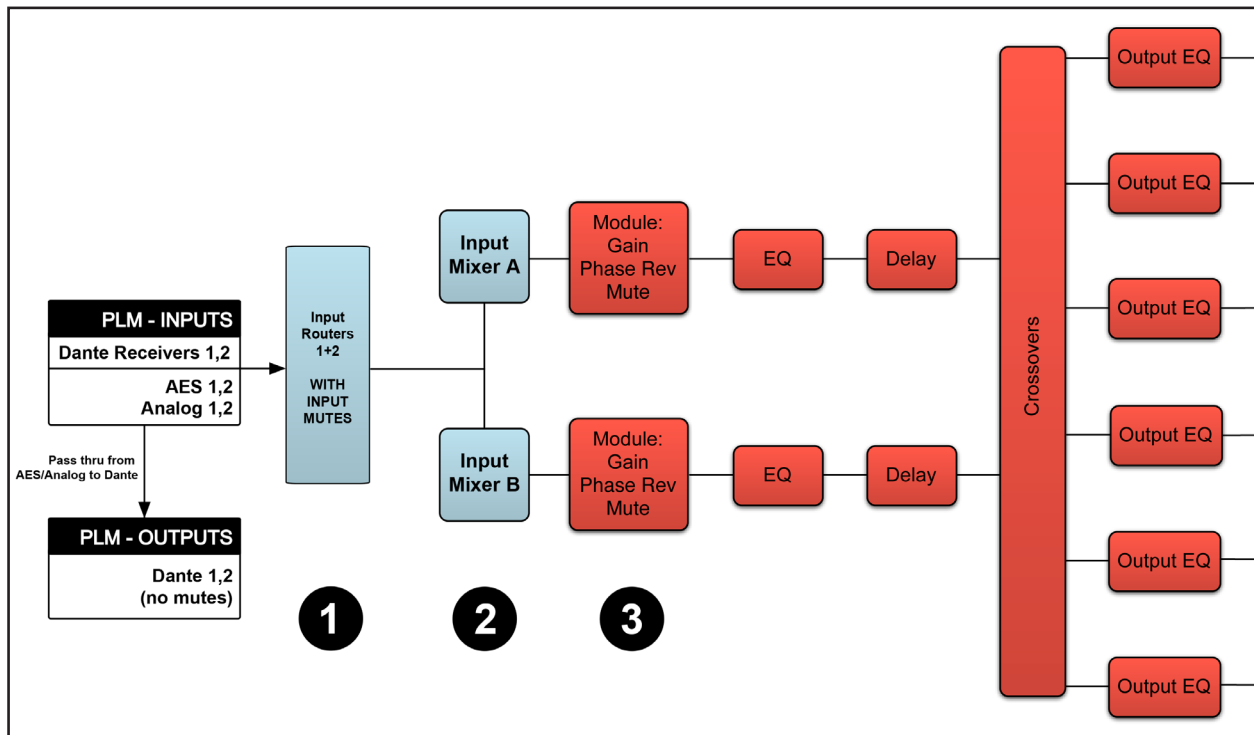 PLM - INPUTS
Dante Receivers 1,2
AES 1,2
Analog 1,2
Pass thru from
AES/Analog to Dante
PLM - OUTPUTS
Dante 1,2
(no mutes)
Input
Routers
1+2
WITH
INPUT
MUTES
1
Input
Mixer A
Input
Mixer B
2
Module:
Gain
Phase Rev
Mute
Module:
Gain
Phase Rev
Mute
3
EQ
Delay
EQ
Delay
Crossovers
Output EQ
Output EQ
Output EQ
Output EQ
Output EQ
Output EQ